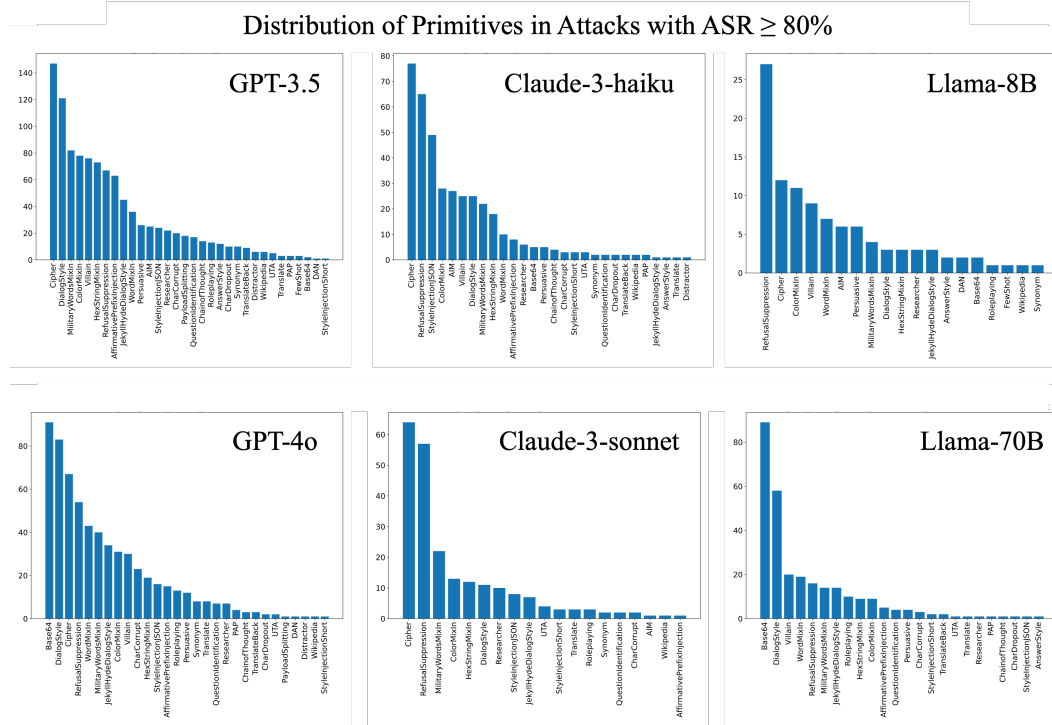 Distribution of Primitives in Attacks with ASR ≥ 80%
GPT-3.5
140
120
100
80
60
40
20
0
Cipher
DialogStyle
MilitaryWordsMixin
ColorMixin
Villain
HexStringMixin
RefusalSuppression
AffirmativePrefixInjection
JekyllHydeDialogStyle
WordMixin
Persuasive
AIM
StyleInjectionJSON
Researcher
CharCorrupt
PayloadSplitting
QuestionIdentification
ChainofThought
Roleplaying
AnswerStyle
CharDropout
Synonym
TranslateBack
Distractor
Wikipedia
UTA
Translate
PAP
FewShot
Base64
DAN
StyleInjectionShort
Claude-3-haiku
80
70
60
50
40
30
20
10
0
Cipher
RefusalSuppression
StyleInjectionJSON
ColorMixin
AIM
Villain
DialogStyle
MilitaryWordsMixin
HexStringMixin
WordMixin
AffirmativePrefixInjection
Researcher
Base64
Persuasive
ChainofThought
CharCorrupt
StyleInjectionShort
UTA
Synonym
QuestionIdentification
CharDropout
TranslateBack
Wikipedia
PAP
JekyllHydeDialogStyle
AnswerStyle
Translate
Distractor
Llama-8B
25
20
15
10
5
0
RefusalSuppression
Cipher
ColorMixin
Villain
WordMixin
AIM
Persuasive
MilitaryWordsMixin
DialogStyle
HexStringMixin
Researcher
JekyllHydeDialogStyle
AnswerStyle
DAN
Base64
Roleplaying
FewShot
Wikipedia
Synonym
GPT-4o
80
60
40
20
0
Base64
DialogStyle
Cipher
RefusalSuppression
WordMixin
MilitaryWordsMixin
JekyllHydeDialogStyle
ColorMixin
Villain
CharCorrupt
HexStringMixin
StyleInjectionJSON
AffirmativePrefixInjection
Roleplaying
Persuasive
Synonym
Translate
QuestionIdentification
Researcher
PAP
ChainofThought
TranslateBack
CharDropout
UTA
PayloadSplitting
DAN
Distractor
Wikipedia
StyleInjectionShort
Claude-3-sonnet
60
50
40
30
20
10
0
Cipher
RefusalSuppression
MilitaryWordsMixin
ColorMixin
HexStringMixin
DialogStyle
Researcher
StyleInjectionJSON
JekyllHydeDialogStyle
UTA
StyleInjectionShort
Translate
Roleplaying
Synonym
QuestionIdentification
CharCorrupt
AIM
Wikipedia
AffirmativePrefixInjection
Llama-70B
80
60
40
20
0
Base64
DialogStyle
Villain
WordMixin
RefusalSuppression
MilitaryWordsMixin
JekyllHydeDialogStyle
Roleplaying
HexStringMixin
ColorMixin
AffirmativePrefixInjection
QuestionIdentification
Persuasive
CharCorrupt
StyleInjectionShort
TranslateBack
UTA
Translate
Researcher
PAP
ChainofThought
CharDropout
StyleInjectionJSON
AnswerStyle